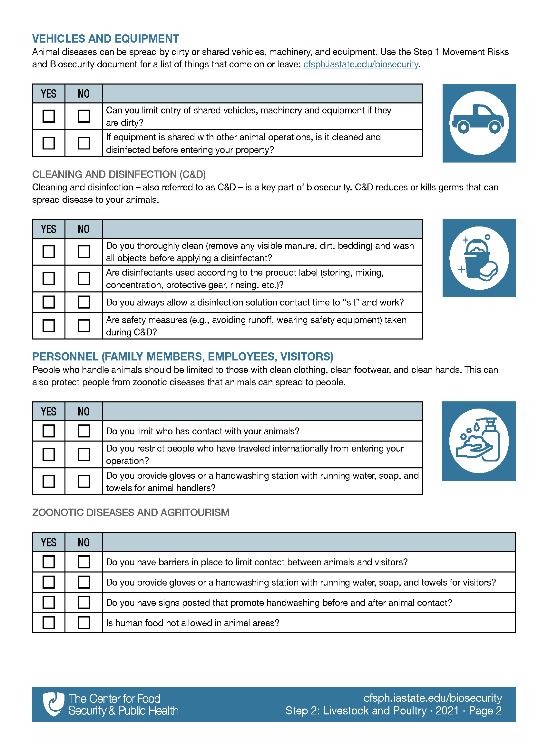 VEHICLES AND EQUIPMENT
Animal diseases can be spread by dirty or shared vehicles, machinery, and equipment. Use the Step 1 Movement Risks
and Biosecurity document for a list of things that come on or leave: cfsph.iastate.edu/biosecurity.
YES NO
Can you limit entry of shared vehicles, machinery and equipment if they
are dirty?
If equipment is shared with other animal operations, is it cleaned and
disinfected before entering your property?
CLEANING AND DISINFECTION (C&D)
Cleaning and disinfection – also referred to as C&D – is a key part of biosecurity. C&D reduces or kills germs that can
spread disease to your animals.
YES NO
Do you thoroughly clean (remove any visible manure, dirt, bedding) and wash
all objects before applying a disinfectant?
Are disinfectants used according to the product label (storing, mixing,
concentration, protective gear, rinsing, etc.)?
Do you always allow a disinfection solution contact time to "sit" and work?
Are safety measures (e.g., avoiding runoff, wearing safety equipment) taken
during C&D?
PERSONNEL (FAMILY MEMBERS, EMPLOYEES, VISITORS)
People who handle animals should be limited to those with clean clothing, clean footwear, and clean hands. This can
also protect people from zoonotic diseases that animals can spread to people.
YES NO
Do you limit who has contact with your animals?
Do you restrict people who have traveled internationally from entering your
operation?
Do you provide gloves or a handwashing station with running water, soap, and
towels for animal handlers?
ZOONOTIC DISEASES AND AGRITOURISM
YES NO
Do you have barriers in place to limit contact between animals and visitors?
Do you provide gloves or a handwashing station with running water, soap, and towels for visitors?
Do you have signs posted that promote handwashing before and after animal contact?
Is human food not allowed in animal areas?
The Center for Food
Security & Public Health
cfsph.iastate.edu/biosecurity
Step 2: Livestock and Poultry · 2021 · Page 2